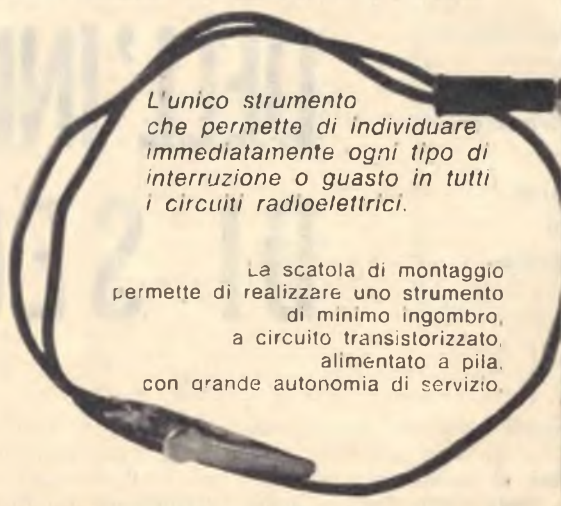 L'unico strumento
che permette di individuare
immediatamente ogni tipo di
interruzione o guasto in tutti
i circuiti radioelettrici.
La scatola di montaggio
permette di realizzare uno strumento
di minimo ingombro,
a circuito transistorizzato,
alimentato a pila,
con grande autonomia di servizio.